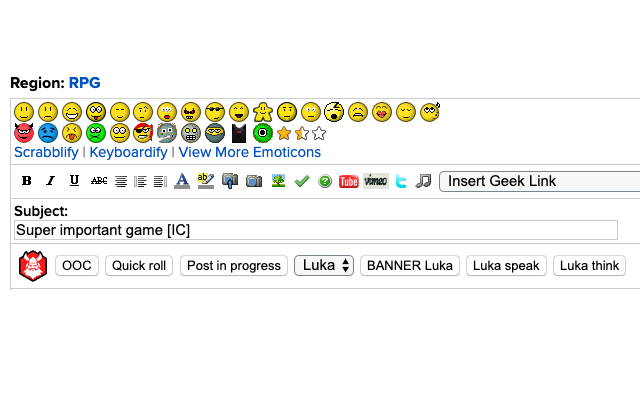 Region: RPG
Scrabblify | Keyboardify | View More Emoticons
B I U ABC A ab YouTube vimeo t Insert Geek Link
Subject:
Super important game [IC]
OOC Quick roll Post in progress Luka BANNER Luka Luka speak Luka think